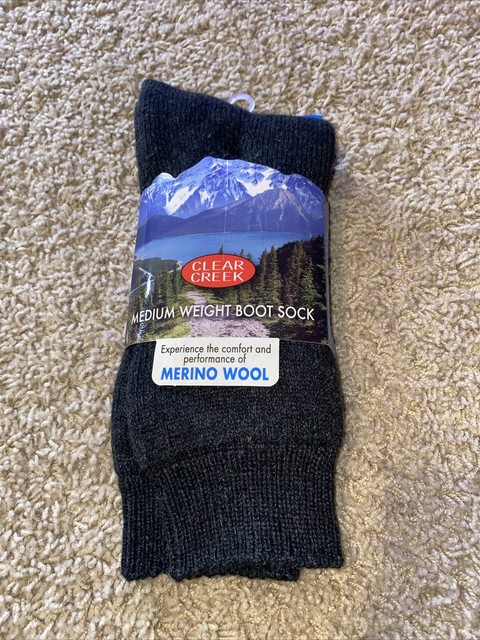 CLEAR
CREEK
MEDIUM WEIGHT BOOT SOCK
Experience the comfort and
performance of
MERINO WOOL